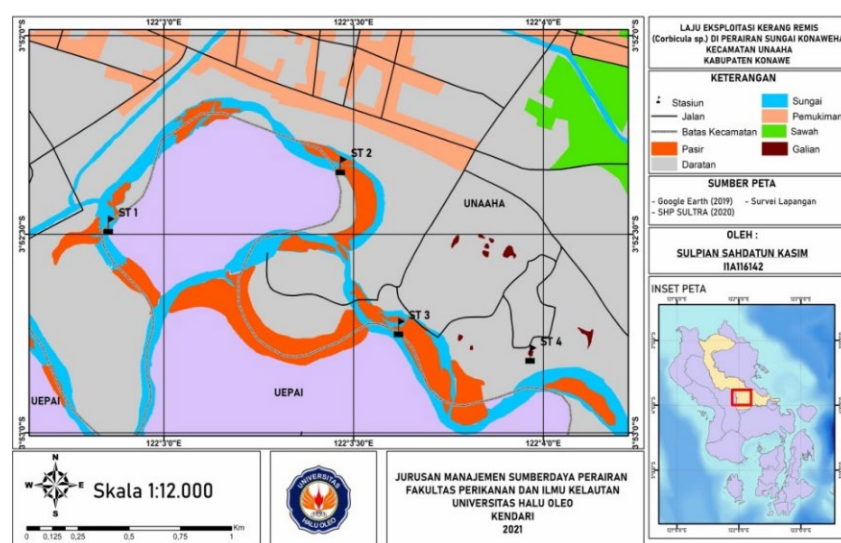 LAJU EKSPLOITASI KERANG REMIS
(Corbicula sp.) DI PERAIRAN SUNGAI KONAWEHA
KECAMATAN UNAAHA
KABUPATEN KONAWE
KETERANGAN
Stasiun
Jalan
Batas Kecamatan
Pasir
Daratan
Sungai
Pemukiman
Sawah
Galian
SUMBER PETA
- Google Earth (2019) - Survei Lapangan
- SHP SULTRA (2020)
OLEH :
SULPIAN SAHDATUN KASIM
I1A116142
INSET PETA
122°3'0"E 122°3'30"E 122°4'0"E
3°52'0"S 3°52'0"S
ST 2
UNAAHA
ST 1
3°52'30"S 3°52'30"S
ST 3
ST 4
UEPAI
UEPAI
3°53'0"S 3°53'0"S
122°3'0"E 122°3'30"E 122°4'0"E
N
W E
S
Skala 1:12.000
Km
0 0,125 0,25 0,5 0,75 1
UNIVERSITAS
HALU OLEO
JURUSAN MANAJEMEN SUMBERDAYA PERAIRAN
FAKULTAS PERIKANAN DAN ILMU KELAUTAN
UNIVERSITAS HALU OLEO
KENDARI
2021